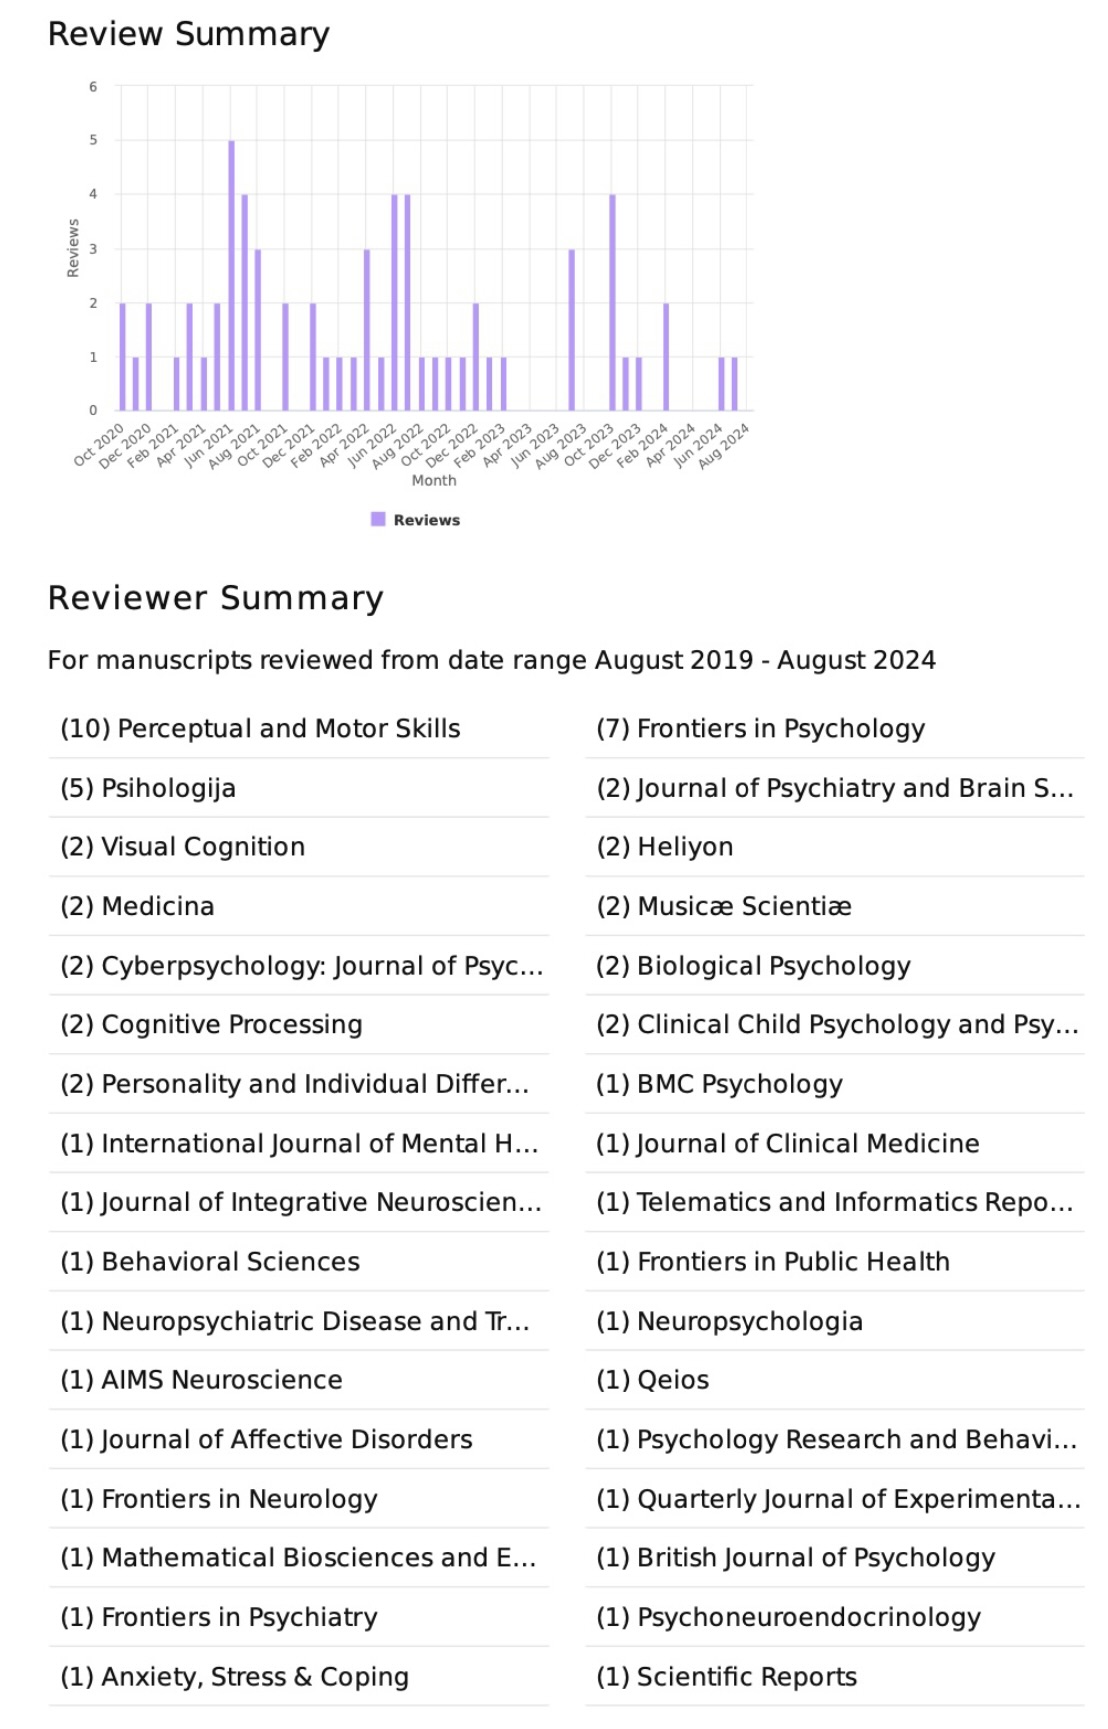 Review Summary
6
5
4
3
2
1
0
Reviews
Oct 2020
Dec 2020
Feb 2021
Apr 2021
Jun 2021
Aug 2021
Oct 2021
Dec 2021
Feb 2022
Apr 2022
Jun 2022
Aug 2022
Oct 2022
Dec 2022
Feb 2023
Apr 2023
Jun 2023
Aug 2023
Oct 2023
Dec 2023
Feb 2024
Apr 2024
Jun 2024
Aug 2024
Month
Reviews
Reviewer Summary
For manuscripts reviewed from date range August 2019 - August 2024
(10) Perceptual and Motor Skills
(7) Frontiers in Psychology
(5) Psihologija
(2) Journal of Psychiatry and Brain S...
(2) Visual Cognition
(2) Heliyon
(2) Medicina
(2) Musicæ Scientiæ
(2) Cyberpsychology: Journal of Psyc...
(2) Biological Psychology
(2) Cognitive Processing
(2) Clinical Child Psychology and Psy...
(2) Personality and Individual Differ...
(1) BMC Psychology
(1) International Journal of Mental H...
(1) Journal of Clinical Medicine
(1) Journal of Integrative Neuroscien...
(1) Telematics and Informatics Repo...
(1) Behavioral Sciences
(1) Frontiers in Public Health
(1) Neuropsychiatric Disease and Tr...
(1) Neuropsychologia
(1) AIMS Neuroscience
(1) Qeios
(1) Journal of Affective Disorders
(1) Psychology Research and Behavi...
(1) Frontiers in Neurology
(1) Quarterly Journal of Experimenta...
(1) Mathematical Biosciences and E...
(1) British Journal of Psychology
(1) Frontiers in Psychiatry
(1) Psychoneuroendocrinology
(1) Anxiety, Stress & Coping
(1) Scientific Reports